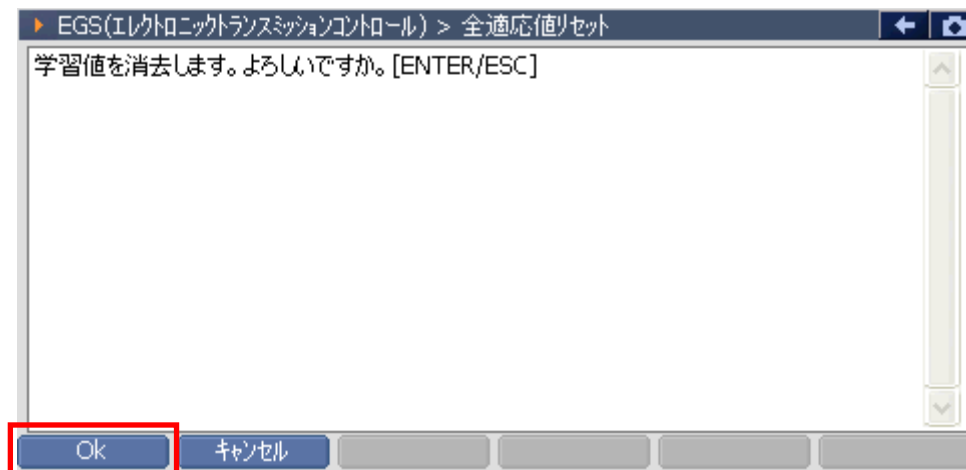 EGS(ｴﾚｸﾄﾛﾆｯｸﾄﾗﾝｽﾐｯｼｮﾝｺﾝﾄﾛｰﾙ) > 全適応値ﾘｾｯﾄ
学習値を消去します。よろしいですか。[ENTER/ESC]
Ok
ｷｬﾝｾﾙ